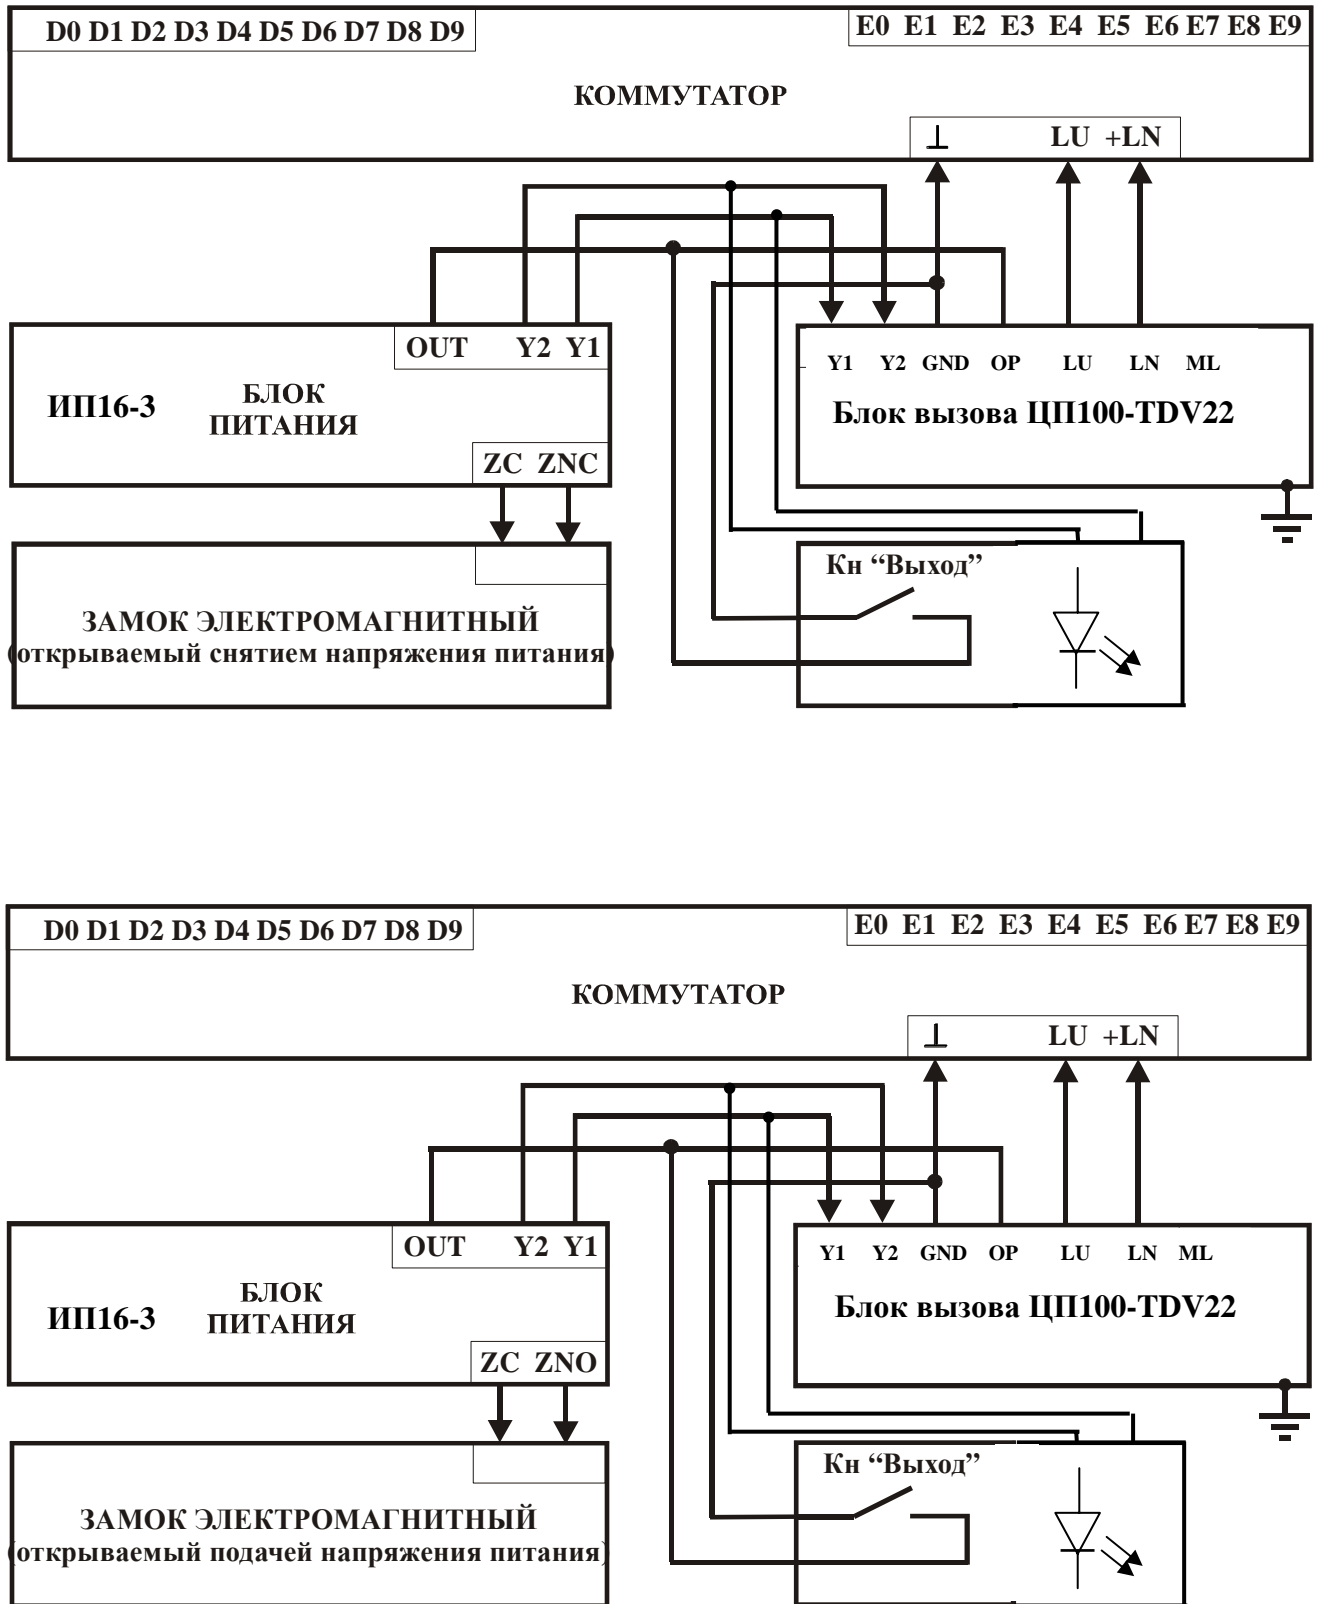 D0 D1 D2 D3 D4 D5 D6 D7 D8 D9
E0 E1 E2 E3 E4 E5 E6 E7 E8 E9
КОММУТАТОР
⊥ LU +LN
OUT Y2 Y1
ИП16-3
БЛОК
ПИТАНИЯ
ZC ZNC
Y1 Y2 GND OP LU LN ML
Блок вызова ЦП100-TDV22
ЗАМОК ЭЛЕКТРОМАГНИТНЫЙ
(открываемый снятием напряжения питания)
Кн “Выход”
D0 D1 D2 D3 D4 D5 D6 D7 D8 D9
E0 E1 E2 E3 E4 E5 E6 E7 E8 E9
КОММУТАТОР
⊥ LU +LN
OUT Y2 Y1
ИП16-3
БЛОК
ПИТАНИЯ
ZC ZNO
Y1 Y2 GND OP LU LN ML
Блок вызова ЦП100-TDV22
ЗАМОК ЭЛЕКТРОМАГНИТНЫЙ
(открываемый подачей напряжения питания)
Кн “Выход”